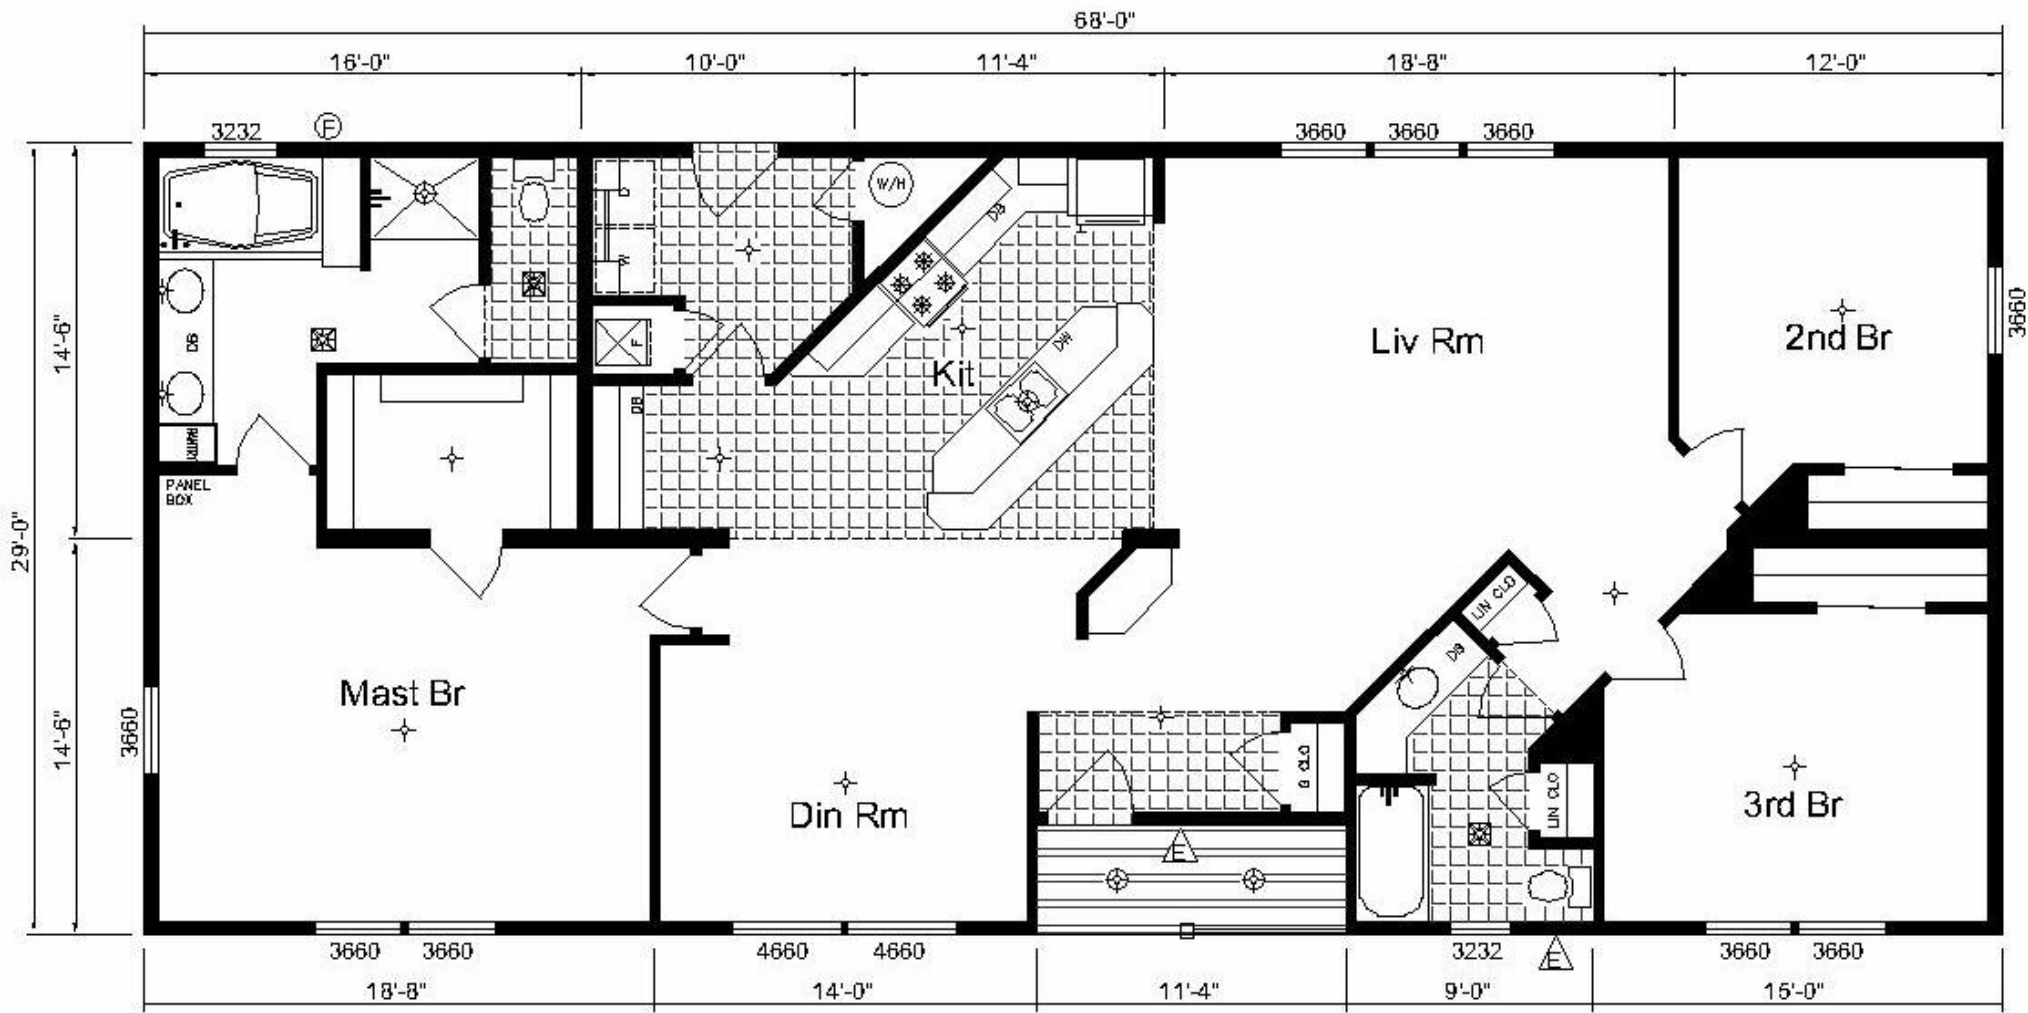 68'-0"
16'-0"
10'-0"
11'-4"
18'-8"
12'-0"
3232
F
3660
3660
3660
D
W/H
DB
W
14'-6"
DB
F
DW
Kit
Liv Rm
2nd Br
3660
DB
PANTRY
PANEL
BOX
29'-0"
LIN CLO
DB
Mast Br
3660
14'-6"
G CLO
LIN CLO
Din Rm
3rd Br
E
3660
3660
4660
4660
3232
E
3660
3660
18'-8"
14'-0"
11'-4"
9'-0"
15'-0"